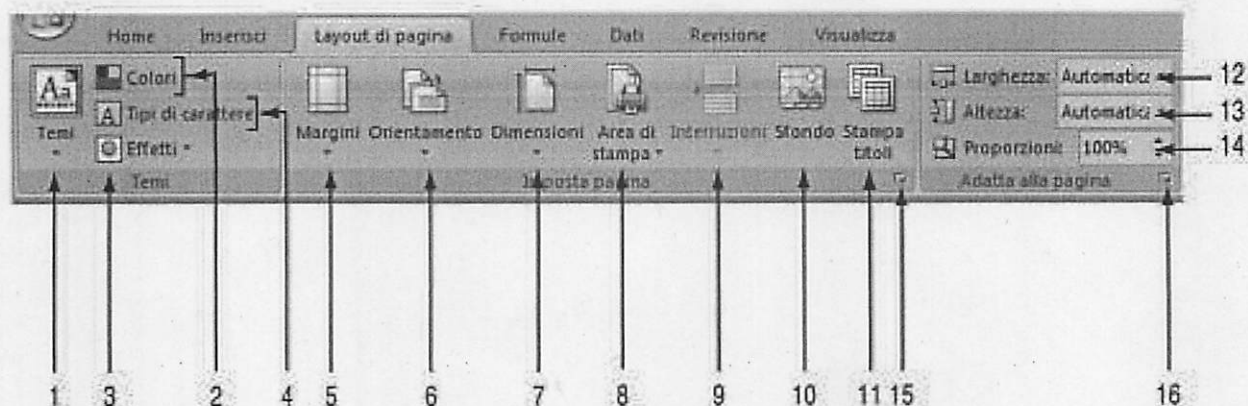 Home Inserisci Layout di pagina Formule Dati Revisione Visualizza
Colori
Tipi di carattere
Effetti
Temi
Margini Orientamento Dimensioni Area di stampa Interruzioni Sfondo Stampa titoli
Larghezza: Automatica
Altezza: Automatica
Proporzioni: 100%
Temi Imposta pagina Adatta alla pagina
12
13
14
1 3 2 4 5 6 7 8 9 10 11 15 16